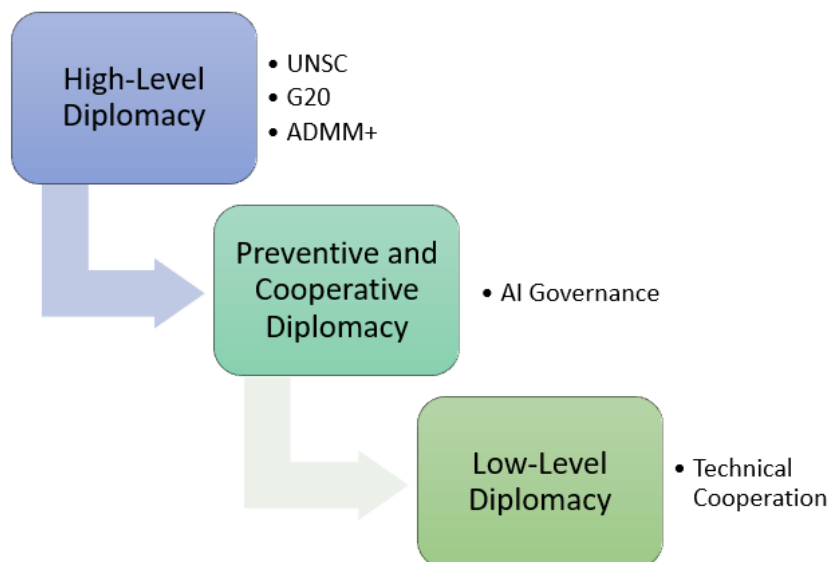 High-Level
Diplomacy
• UNSC
• G20
• ADMM+
Preventive and
Cooperative
Diplomacy
• AI Governance
Low-Level
Diplomacy
• Technical
Cooperation